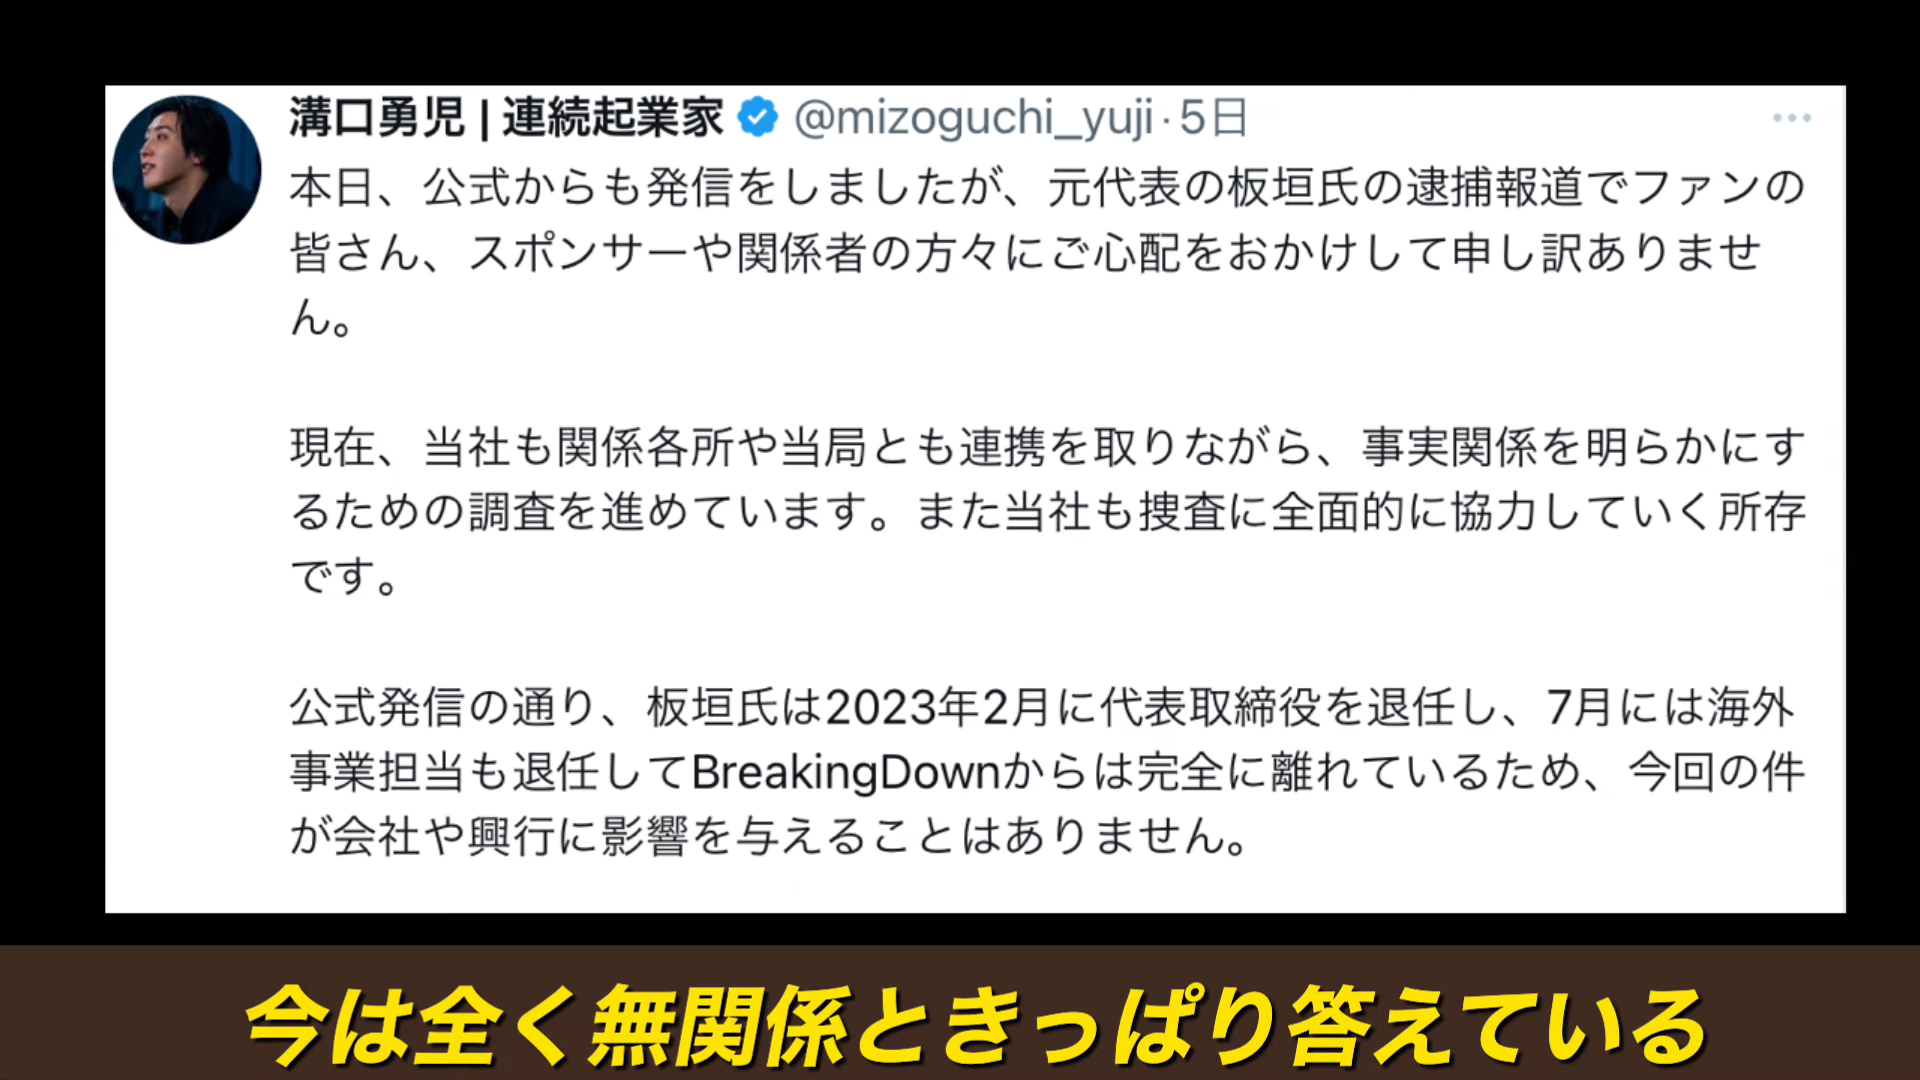 溝口勇児 | 連続起業家 @mizoguchi_yuji · 5日
本日、公式からも発信をしましたが、元代表の板垣氏の逮捕報道でファンの
皆さん、スポンサーや関係者の方々にご心配をおかけして申し訳ありませ
ん。
現在、当社も関係各所や当局とも連携を取りながら、事実関係を明らかにす
るための調査を進めています。また当社も捜査に全面的に協力していく所存
です。
公式発信の通り、板垣氏は2023年2月に代表取締役を退任し、7月には海外
事業担当も退任してBreakingDownからは完全に離れているため、今回の件
が会社や興行に影響を与えることはありません。
今は全く無関係ときっぱり答えている